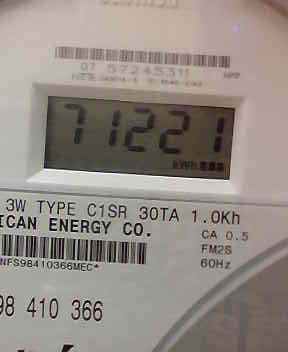 07 57245311
71221
kWh
3W TYPE C1SR 30TA 1.0Kh
ICAN ENERGY CO.
CA 0.5
FM2S
NFS98410366MEC*
60Hz
98 410 366